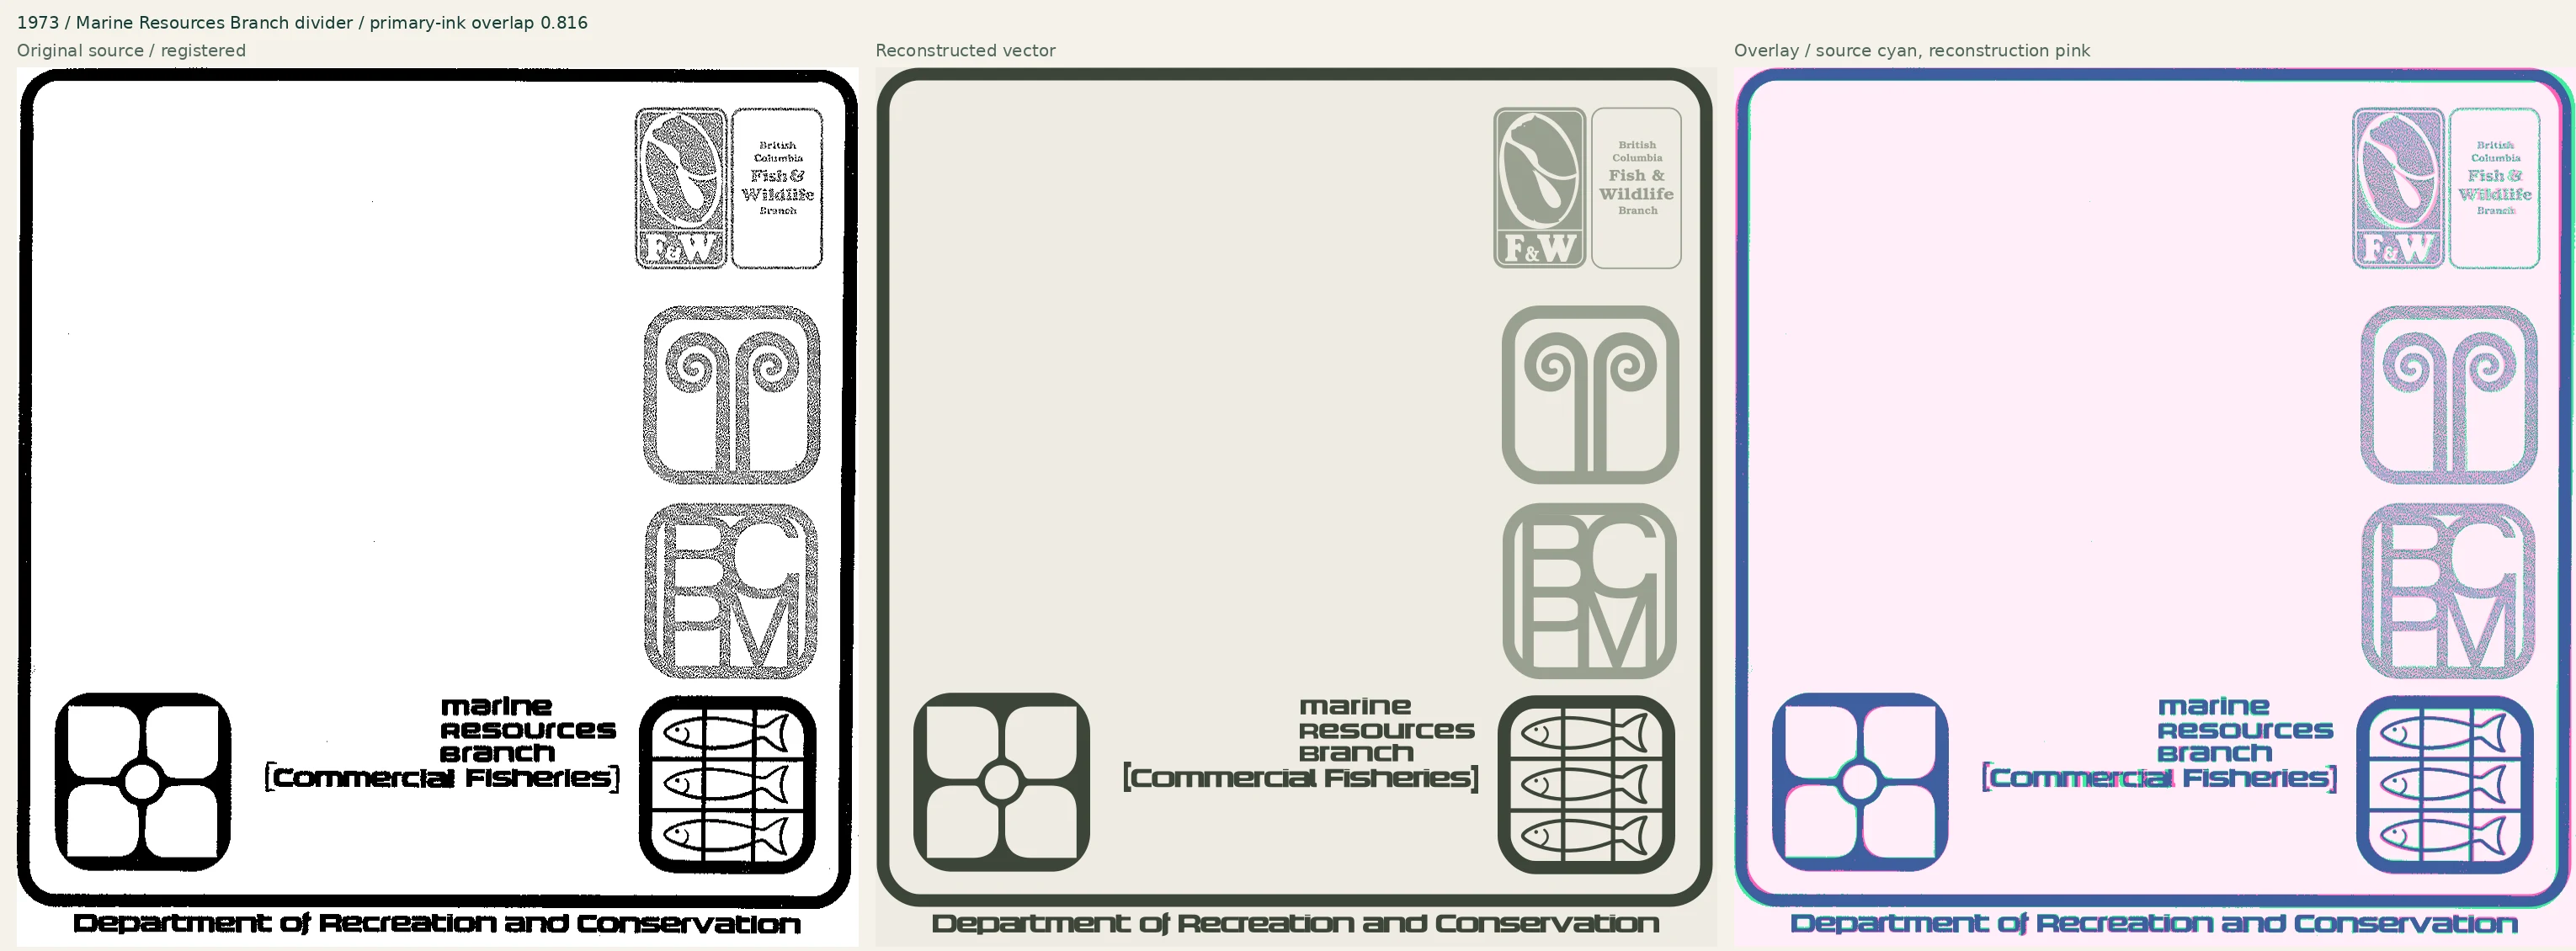 1973 / Marine Resources Branch divider / primary-ink overlap 0.816
Original source / registered
British
Columbia
Fish &
Wildlife
Branch
F&W
BC
PM
marine
Resources
Branch
[Commercial Fisheries]
Department of Recreation and Conservation
Reconstructed vector
British
Columbia
Fish &
Wildlife
Branch
F&W
BC
PM
marine
Resources
Branch
[Commercial Fisheries]
Department of Recreation and Conservation
Overlay / source cyan, reconstruction pink
British
Columbia
Fish &
Wildlife
Branch
F&W
BC
PM
marine
Resources
Branch
[Commercial Fisheries]
Department of Recreation and Conservation